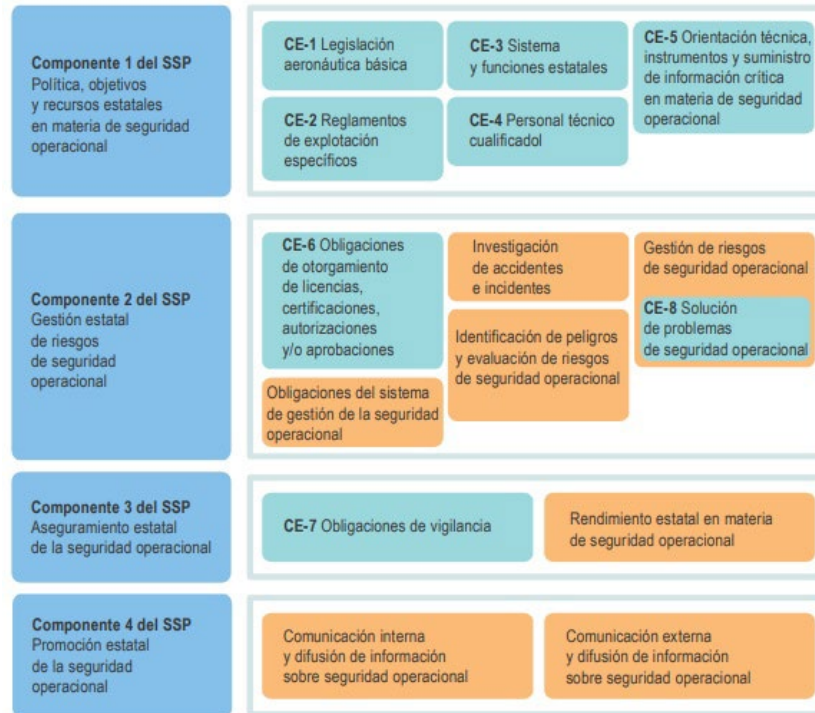 Componente 1 del SSP
Política, objetivos
y recursos estatales
en materia de seguridad
operacional
CE-1 Legislación
aeronáutica básica
CE-3 Sistema
y funciones estatales
CE-5 Orientación técnica,
instrumentos y suministro
de información crítica
en materia de seguridad
operacional
CE-2 Reglamentos
de explotación
específicos
CE-4 Personal técnico
cualificadol
Componente 2 del SSP
Gestión estatal
de riesgos
de seguridad
operacional
CE-6 Obligaciones
de otorgamiento
de licencias,
certificaciones,
autorizaciones
y/o aprobaciones
Investigación
de accidentes
e incidentes
Gestión de riesgos
de seguridad operacional
CE-8 Solución
de problemas
de seguridad operacional
Identificación de peligros
y evaluación de riesgos
de seguridad operacional
Obligaciones del sistema
de gestión de la seguridad
operacional
Componente 3 del SSP
Aseguramiento estatal
de la seguridad operacional
CE-7 Obligaciones de vigilancia
Rendimiento estatal en materia
de seguridad operacional
Componente 4 del SSP
Promoción estatal
de la seguridad
operacional
Comunicación interna
y difusión de información
sobre seguridad operacional
Comunicación externa
y difusión de información
sobre seguridad operacional